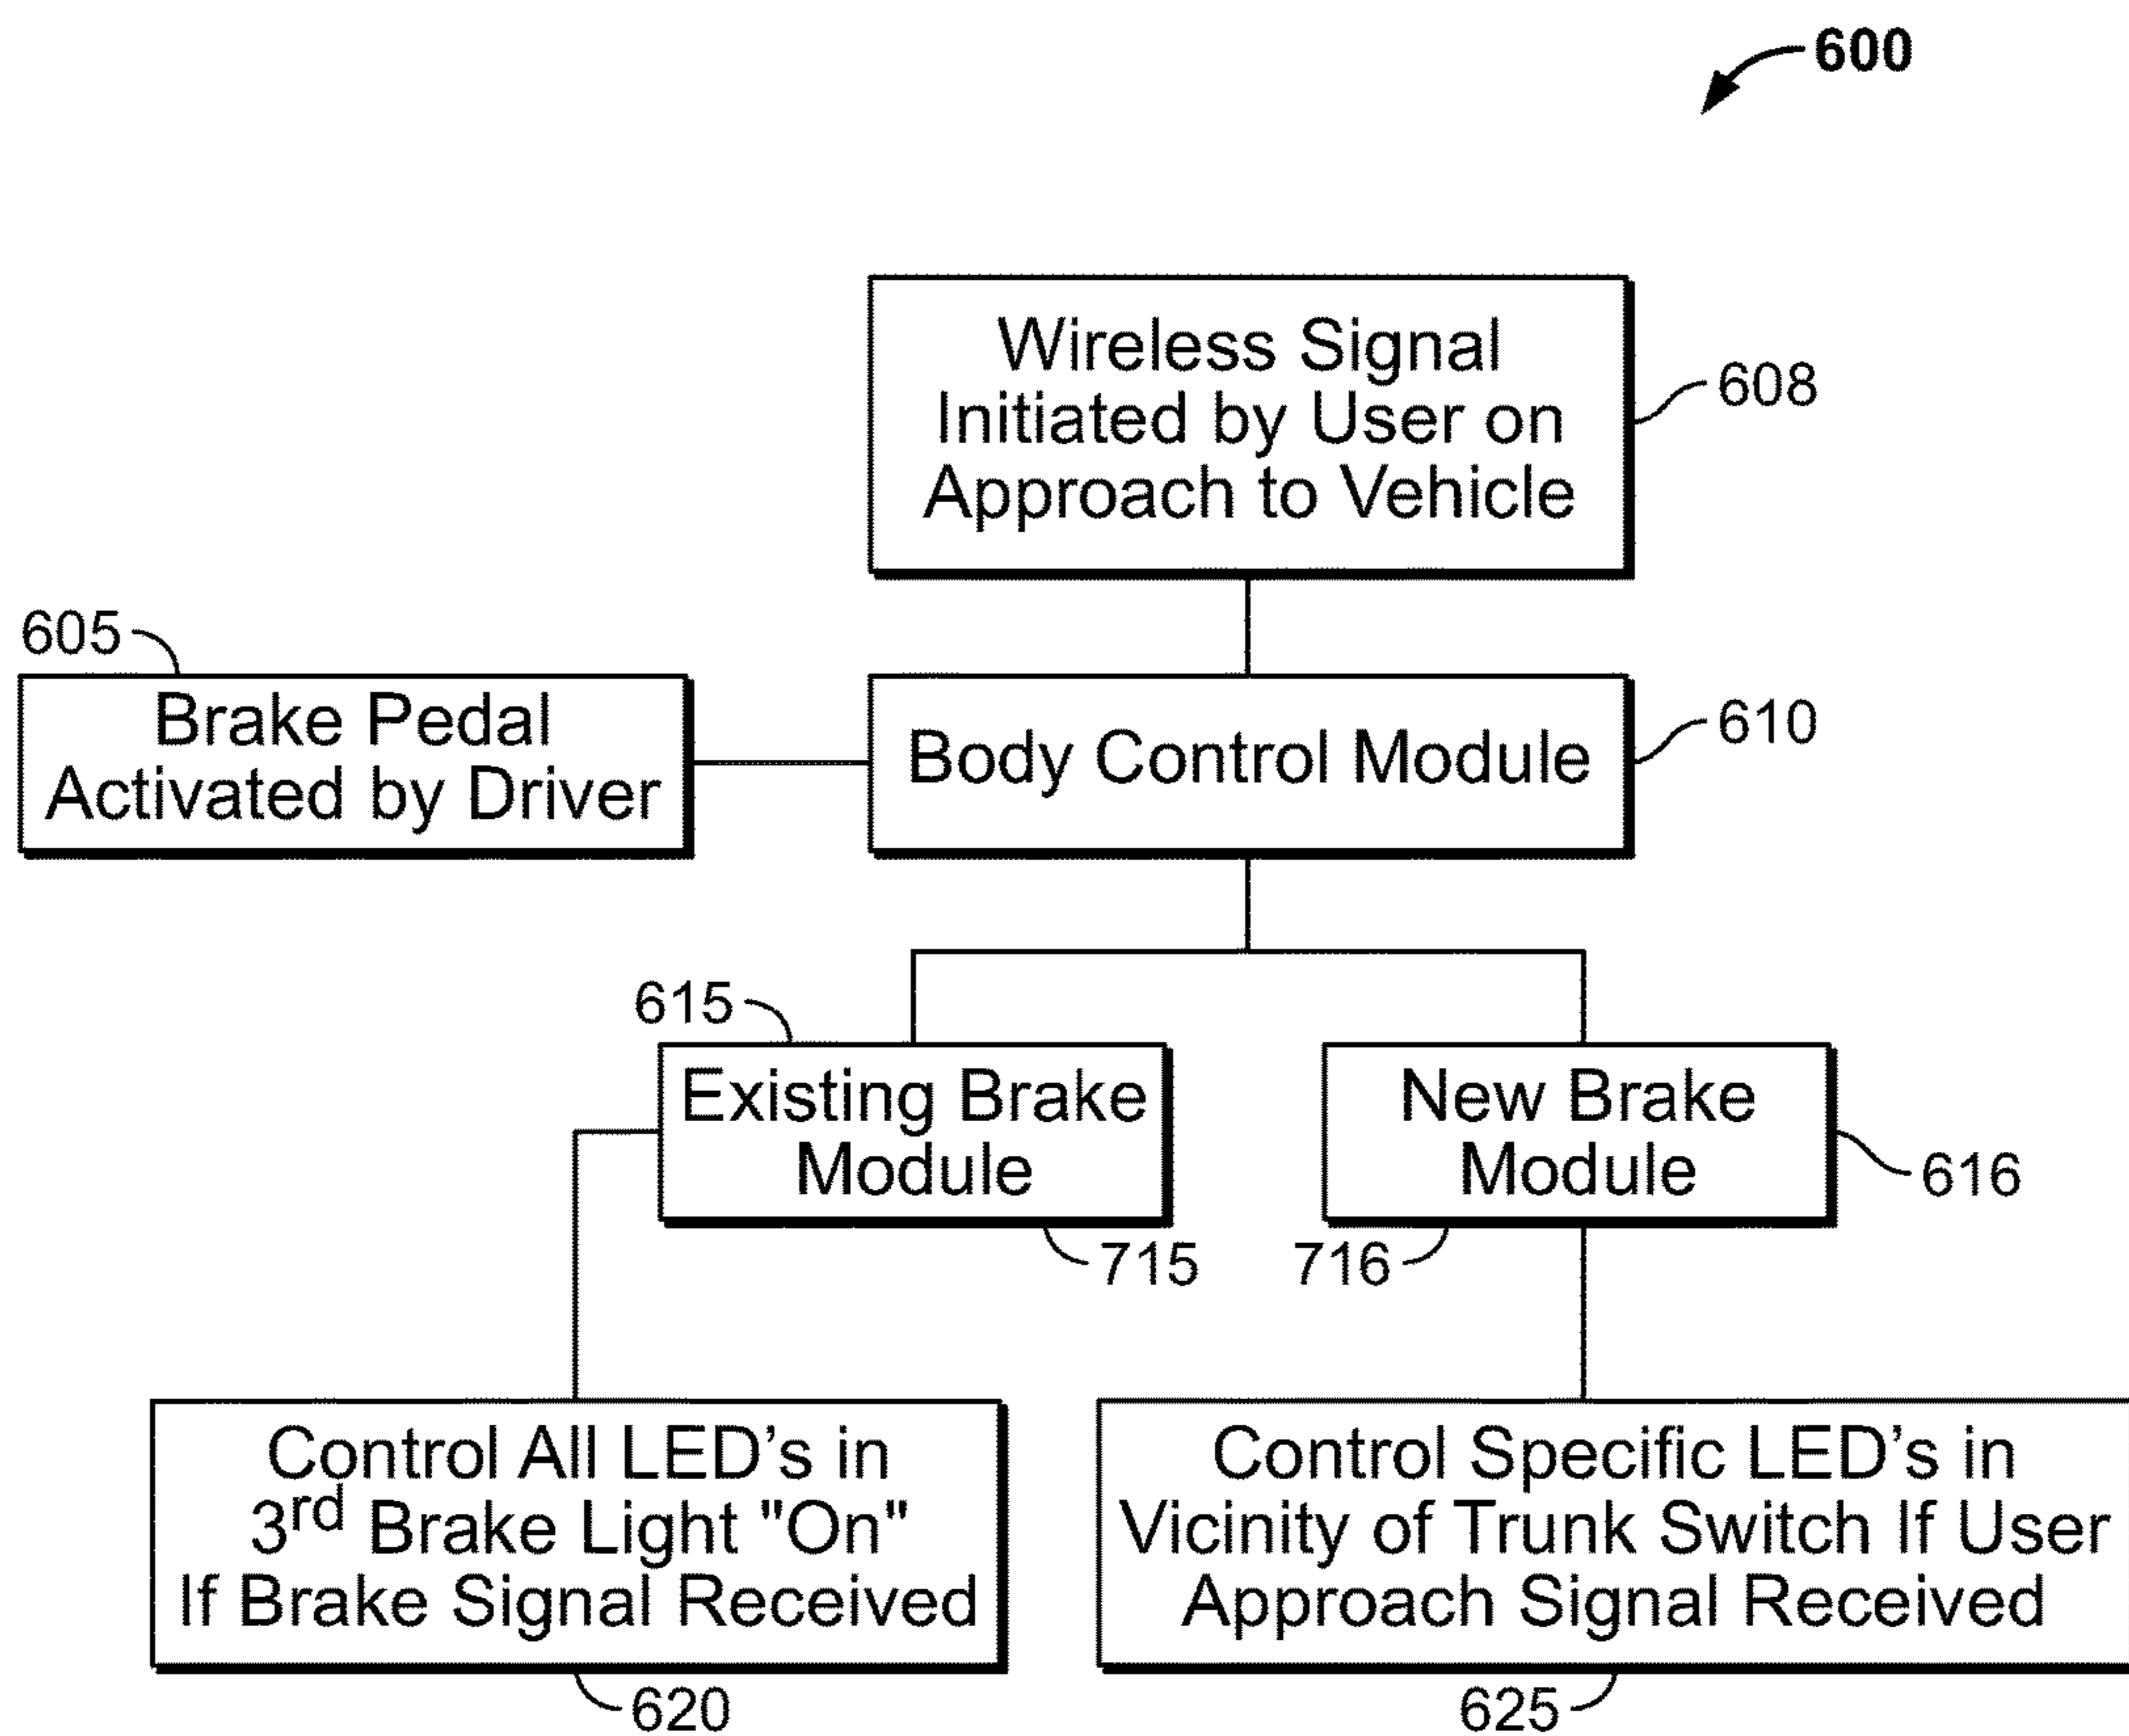 600
Wireless Signal
Initiated by User on
Approach to Vehicle
608
605
Brake Pedal
Activated by Driver
Body Control Module
610
615
Existing Brake
Module
715
New Brake
Module
616
716
Control All LED’s in
3rd Brake Light "On"
If Brake Signal Received
620
Control Specific LED’s in
Vicinity of Trunk Switch If User
Approach Signal Received
625